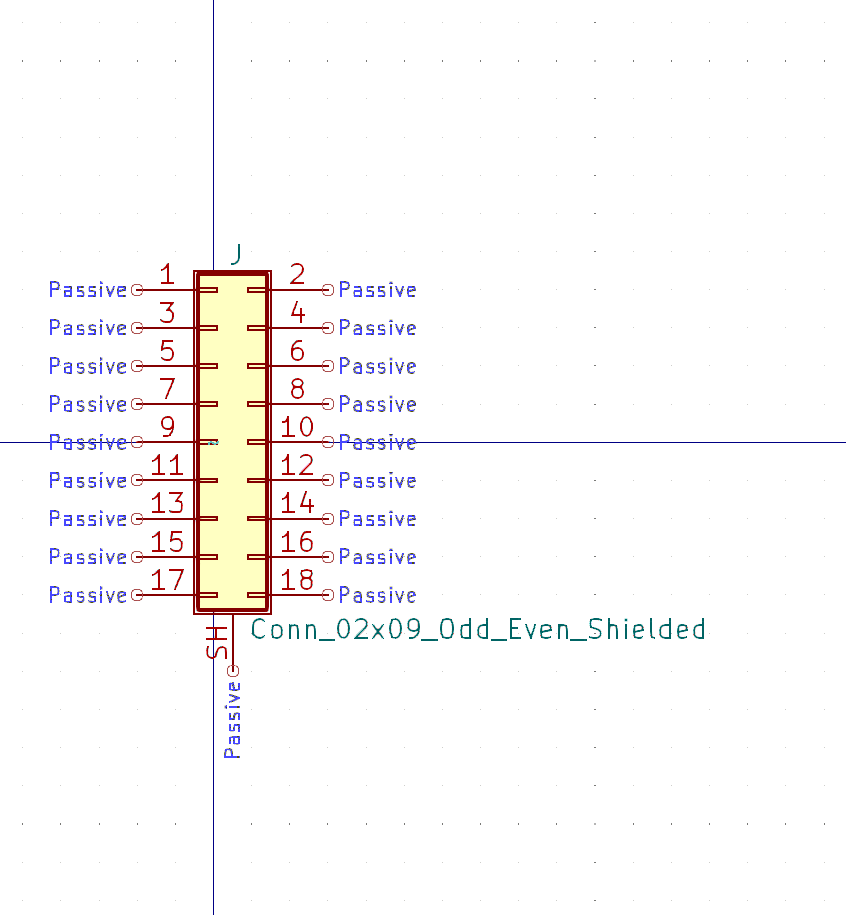 J
Passive 1 2 Passive
Passive 3 4 Passive
Passive 5 6 Passive
Passive 7 8 Passive
Passive 9 10 Passive
Passive 11 12 Passive
Passive 13 14 Passive
Passive 15 16 Passive
Passive 17 18 Passive
Conn_02x09_Odd_Even_Shielded
SH
Passive